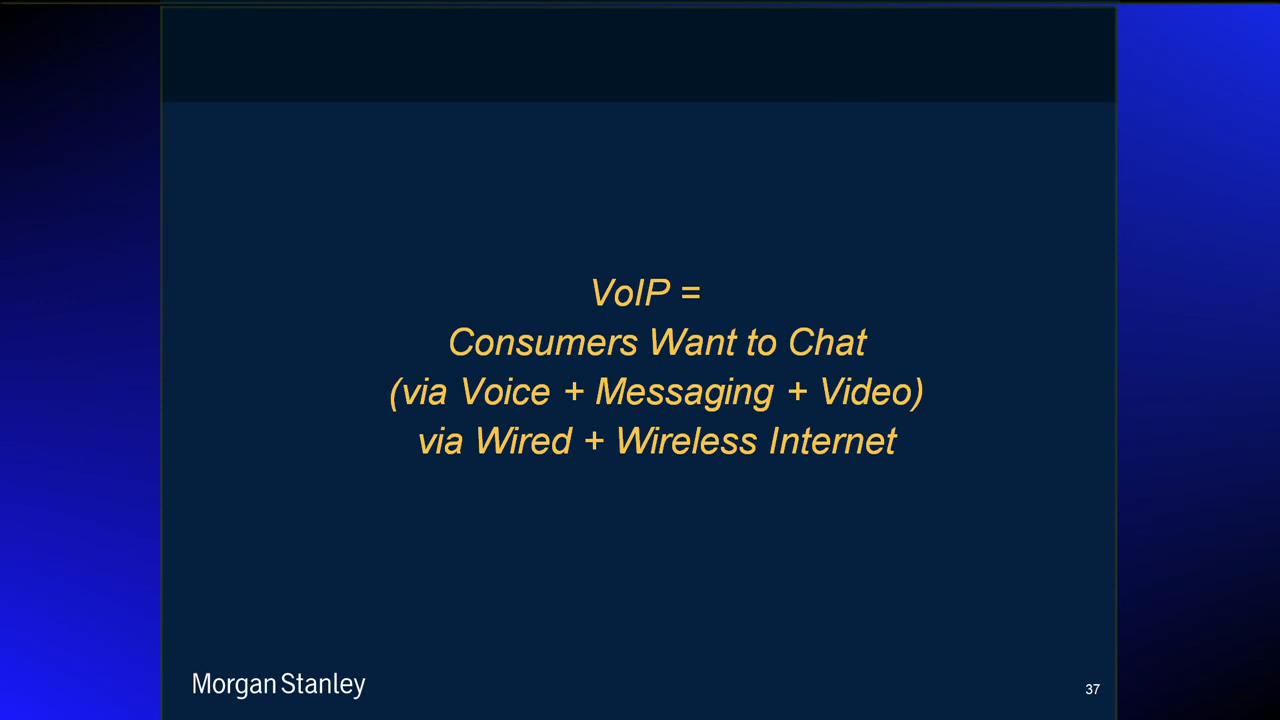 VoIP =
Consumers Want to Chat
(via Voice + Messaging + Video)
via Wired + Wireless Internet
Morgan Stanley
37